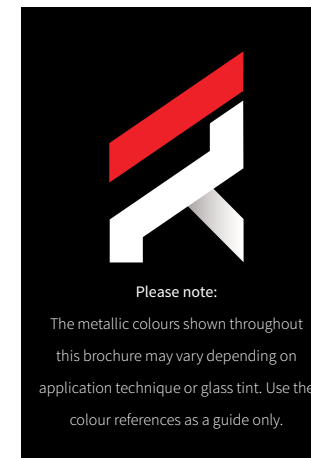 Please note:
The metallic colours shown throughout
this brochure may vary depending on
application technique or glass tint. Use the
colour references as a guide only.